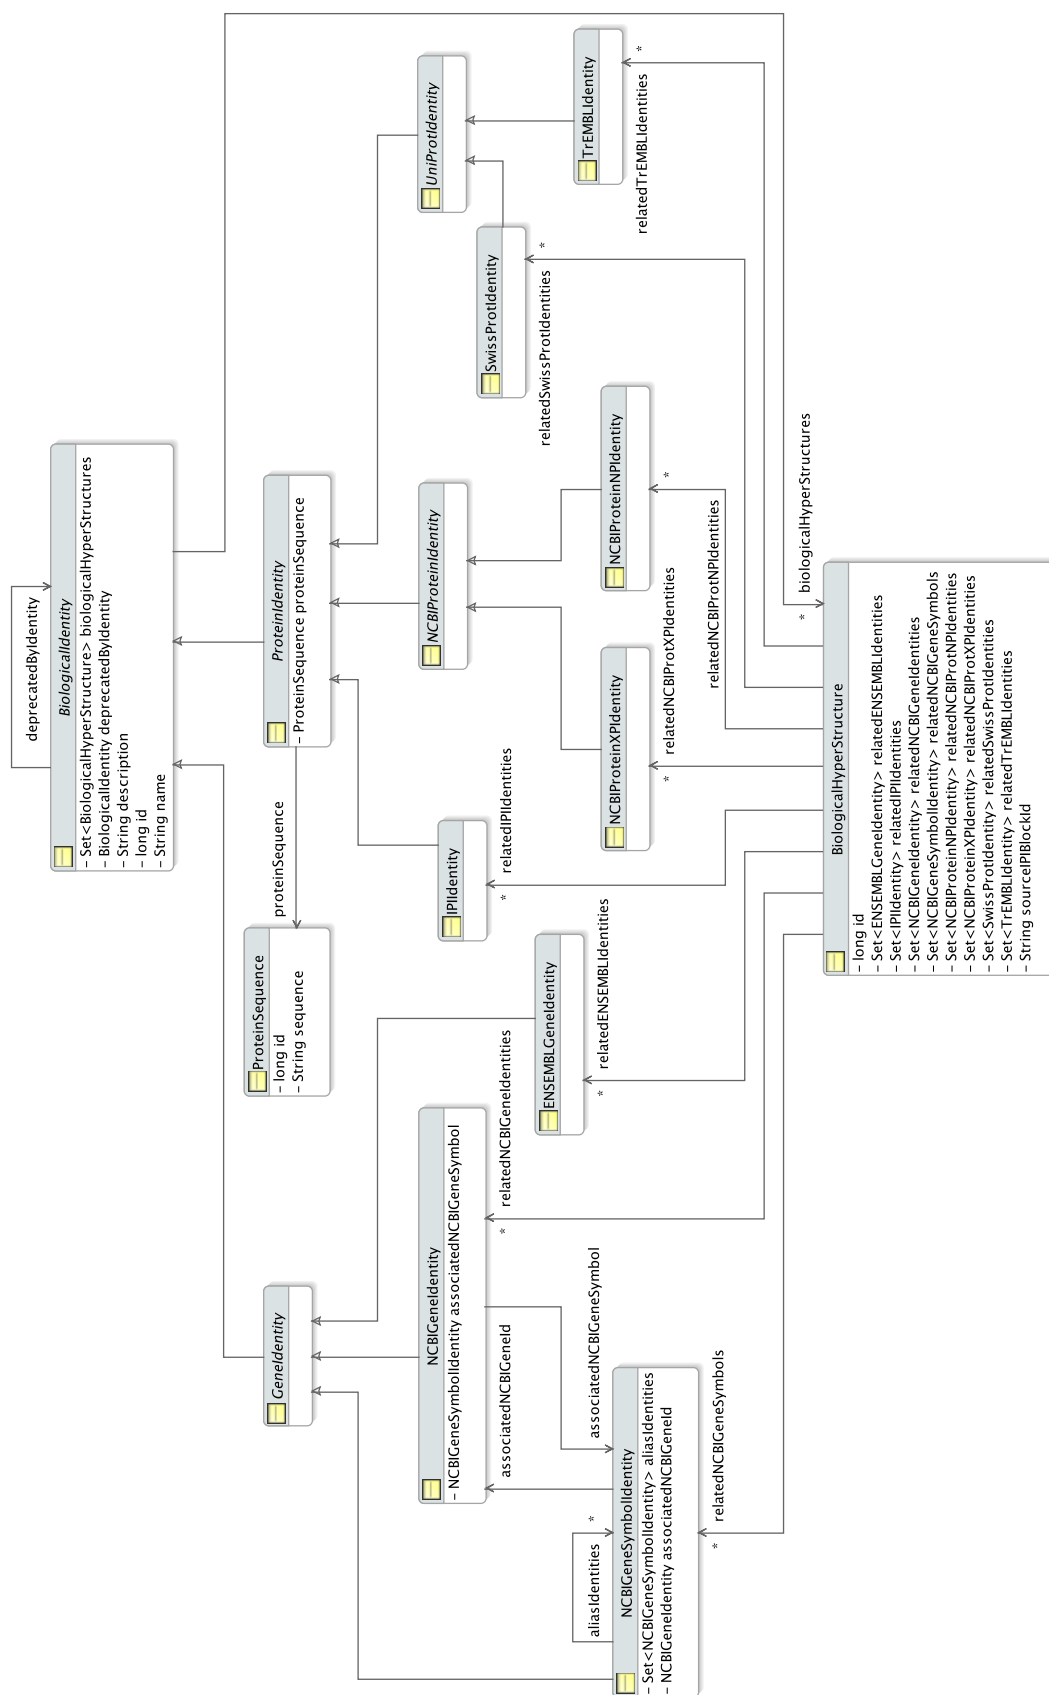 deprecatedByIdentity
BiologicalIdentity
- Set<BiologicalHyperStructure> biologicalHyperStructures
- BiologicalIdentity deprecatedByIdentity
- String description
- long id
- String name
GeneIdentity
ProteinSequence
- long id
- String sequence
proteinSequence
ProteinIdentity
- ProteinSequence proteinSequence
NCBIGeneIdentity
- NCBIGeneSymbolIdentity associatedNCBIGeneSymbol
IPIIdentity
NCBIProteinIdentity
UniProtIdentity
SwissProtIdentity
associatedNCBIGeneId
* relatedNCBIGeneIdentities
* relatedIPIIdentities
ENSEMBLGeneIdentity
relatedSwissProtIdentities *
TrEMBLIdentity
aliasIdentities *
associatedNCBIGeneSymbol
* relatedENSEMBLIdentities
NCBIProteinXPIdentity
NCBIProteinNPIdentity
relatedTrEMBLIdentities *
NCBIGeneSymbolIdentity
- Set<NCBIGeneSymbolIdentity> aliasIdentities
- NCBIGeneIdentity associatedNCBIGeneId
* relatedNCBIProtXPIdentities
relatedNCBIProtNPIdentities *
* relatedNCBIGeneSymbols
* biologicalHyperStructures
BiologicalHyperStructure
- long id
- Set<ENSEMBLGeneIdentity> relatedENSEMBLIdentities
- Set<IPIIdentity> relatedIPIIdentities
- Set<NCBIGeneIdentity> relatedNCBIGeneIdentities
- Set<NCBIGeneSymbolIdentity> relatedNCBIGeneSymbols
- Set<NCBIProteinNPIdentity> relatedNCBIProtNPIdentities
- Set<NCBIProteinXPIdentity> relatedNCBIProtXPIdentities
- Set<SwissProtIdentity> relatedSwissProtIdentities
- Set<TrEMBLIdentity> relatedTrEMBLIdentities
- String sourceIPIBlockId